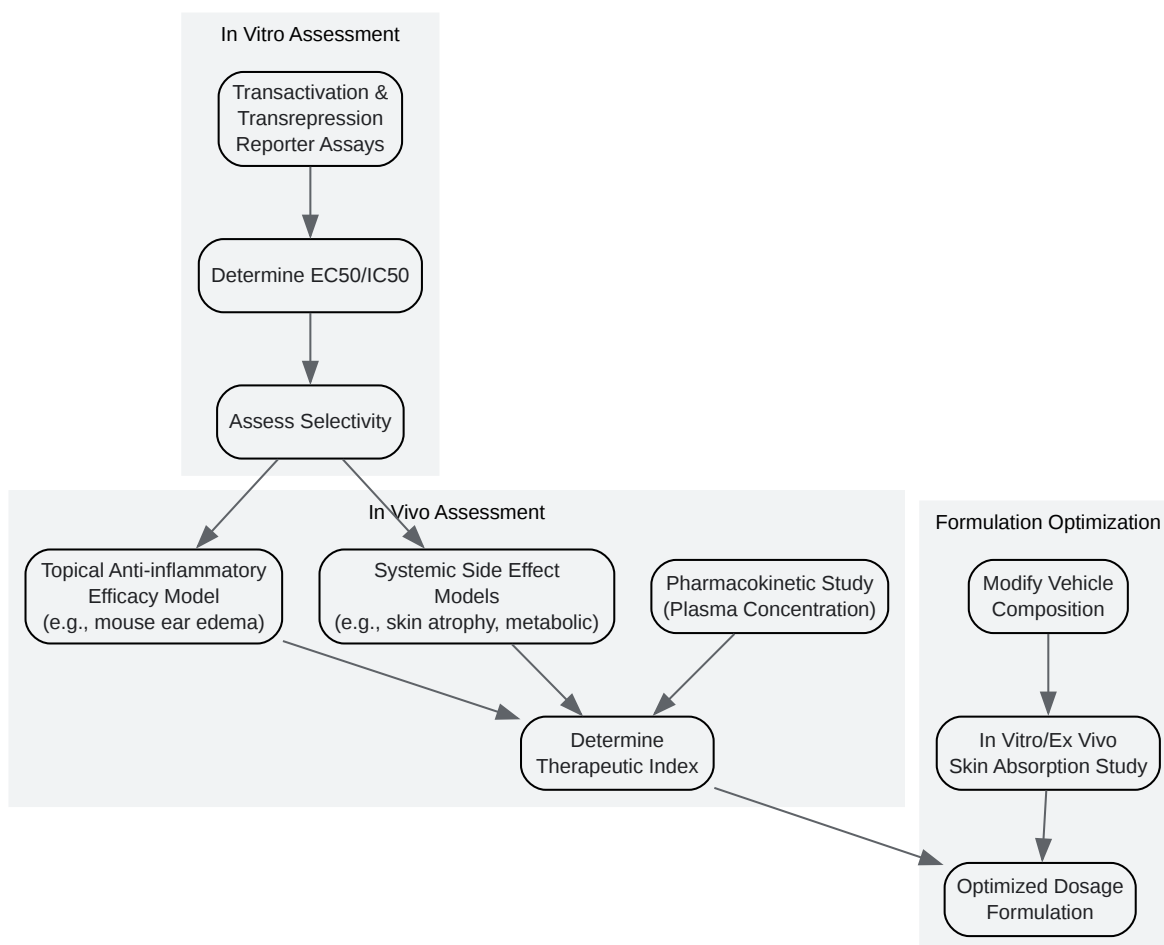 In Vitro Assessment
Transactivation &
Transrepression
Reporter Assays
Determine EC50/IC50
Assess Selectivity
In Vivo Assessment
Topical Anti-inflammatory
Efficacy Model
(e.g., mouse ear edema)
Systemic Side Effect
Models
(e.g., skin atrophy, metabolic)
Pharmacokinetic Study
(Plasma Concentration)
Determine
Therapeutic Index
Formulation Optimization
Modify Vehicle
Composition
In Vitro/Ex Vivo
Skin Absorption Study
Optimized Dosage
Formulation